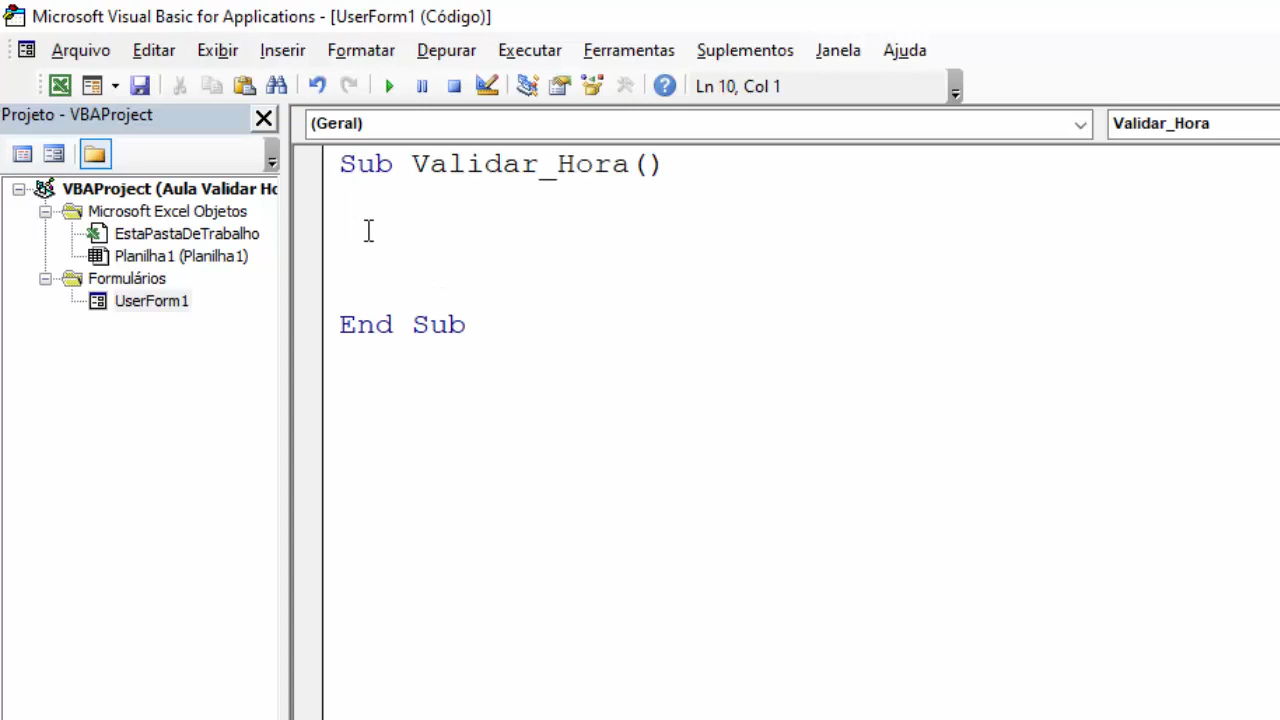 Microsoft Visual Basic for Applications - [UserForm1 (Código)]
Arquivo Editar Exibir Inserir Formatar Depurar Executar Ferramentas Suplementos Janela Ajuda
Ln 10, Col 1
Projeto - VBAProject
(Geral)
Validar_Hora
VBAProject (Aula Validar Ho
Microsoft Excel Objetos
EstaPastaDeTrabalho
Planilha1 (Planilha1)
Formulários
UserForm1
Sub Validar_Hora()
End Sub